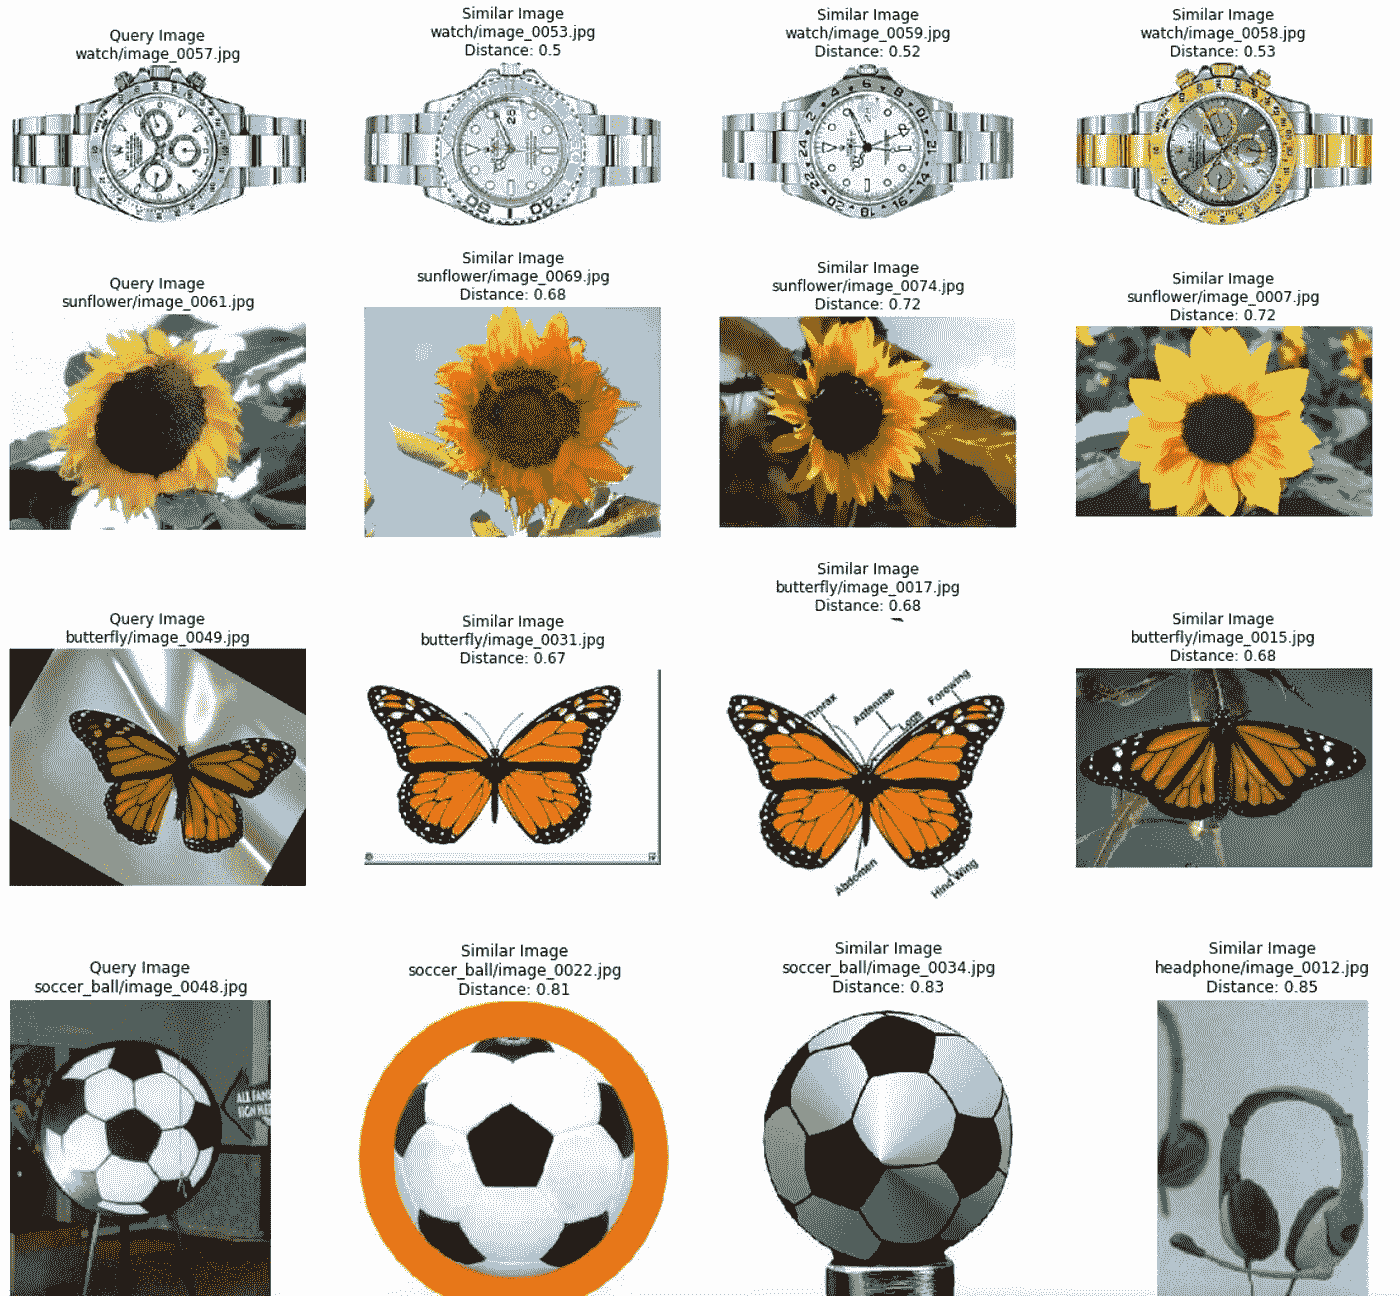 Query Image
watch/image_0057.jpg
Similar Image
watch/image_0053.jpg
Distance: 0.5
Similar Image
watch/image_0059.jpg
Distance: 0.52
Similar Image
watch/image_0058.jpg
Distance: 0.53
Query Image
sunflower/image_0061.jpg
Similar Image
sunflower/image_0069.jpg
Distance: 0.68
Similar Image
sunflower/image_0074.jpg
Distance: 0.72
Similar Image
sunflower/image_0007.jpg
Distance: 0.72
Query Image
butterfly/image_0049.jpg
Similar Image
butterfly/image_0031.jpg
Distance: 0.67
Similar Image
butterfly/image_0017.jpg
Distance: 0.68
Thorax
Antennae
Legs
Forewing
Abdomen
Hind Wing
Similar Image
butterfly/image_0015.jpg
Distance: 0.68
Query Image
soccer_ball/image_0048.jpg
ALL FANS
SIGN HE
Similar Image
soccer_ball/image_0022.jpg
Distance: 0.81
Similar Image
soccer_ball/image_0034.jpg
Distance: 0.83
Similar Image
headphone/image_0012.jpg
Distance: 0.85